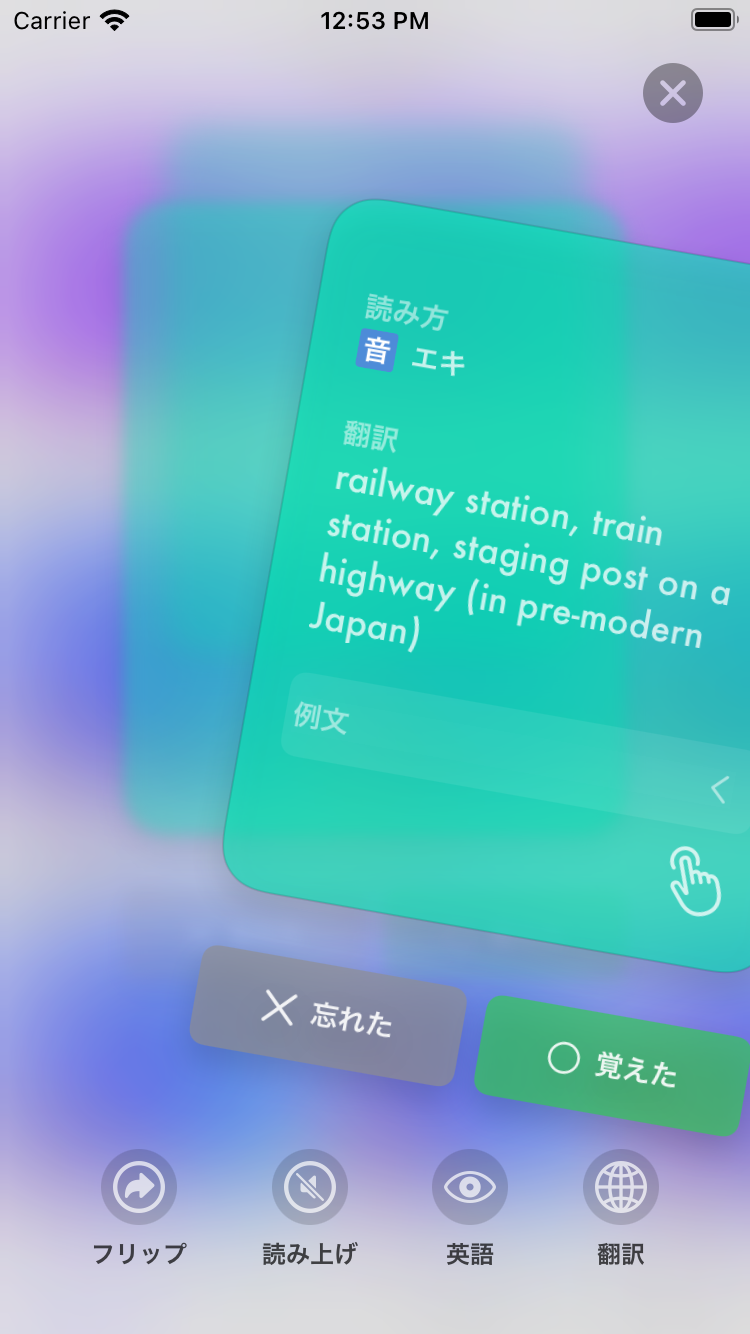 Carrier 12:53 PM
読み方
音 エキ
翻訳
railway station, train
station, staging post on a
highway (in pre-modern
Japan)
例文
忘れた
覚えた
フリップ 読み上げ 英語 翻訳